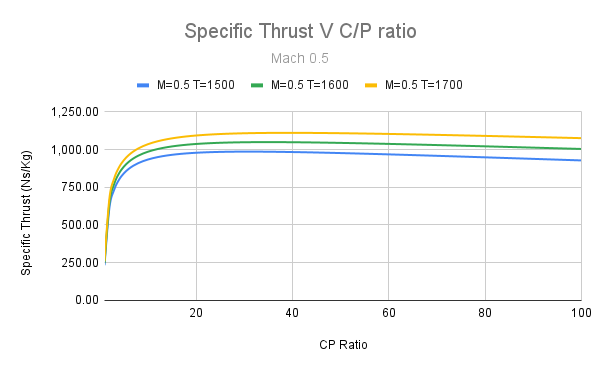 Specific Thrust V C/P ratio
Mach 0.5
M=0.5 T=1500 M=0.5 T=1600 M=0.5 T=1700
1,250.00
1,000.00
750.00
500.00
250.00
0.00
Specific Thrust (Ns/Kg)
20 40 60 80 100
CP Ratio